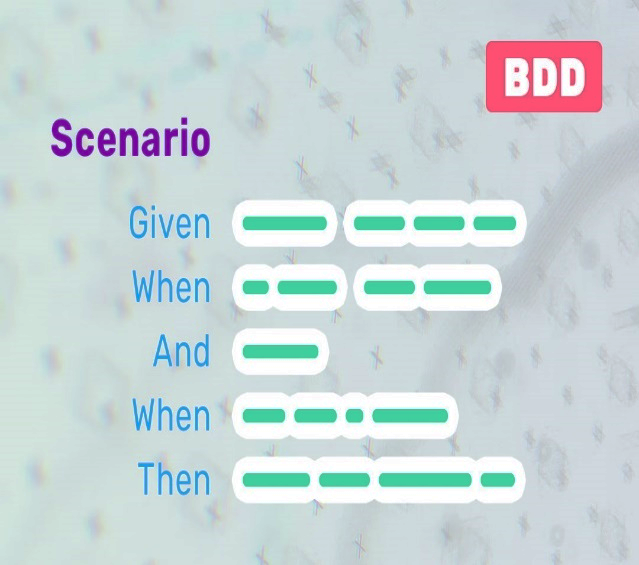 BDD
Scenario
Given
When
And
When
Then